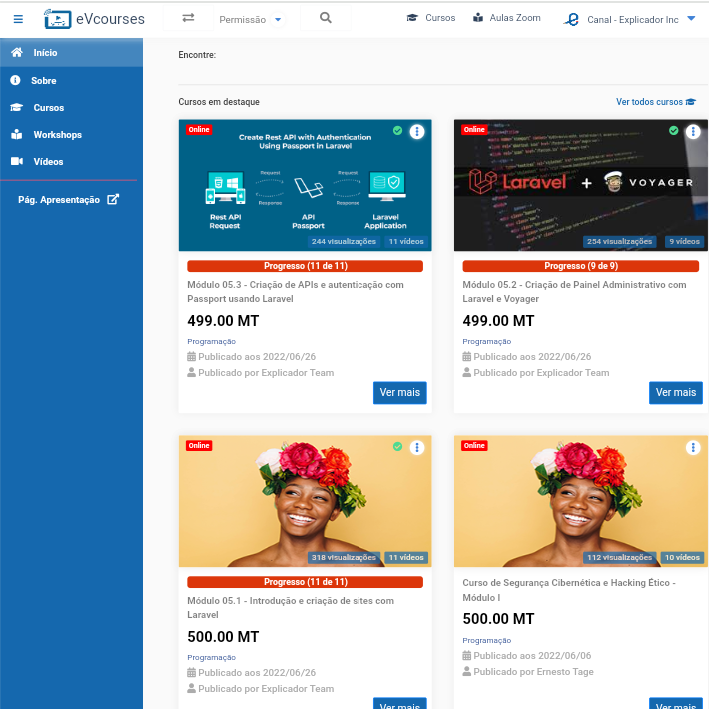 eVcourses
Permissão
Cursos
Aulas Zoom
Canal - Explicador Inc
Início
Sobre
Cursos
Workshops
Vídeos
Pág. Apresentação
Encontre:
Cursos em destaque
Ver todos cursos
Online
Create Rest API with Authentication
Using Passport in Laravel
Request
Response
Request
Response
Rest API
Request
API
Passport
Laravel
Application
244 visualizações
11 vídeos
Progresso (11 de 11)
Módulo 05.3 - Criação de APIs e autenticação com
Passport usando Laravel
499.00 MT
Programação
Publicado aos 2022/06/26
Publicado por Explicador Team
Ver mais
Online
Laravel + VOYAGER
254 visualizações
9 vídeos
Progresso (9 de 9)
Módulo 05.2 - Criação de Painel Administrativo com
Laravel e Voyager
499.00 MT
Programação
Publicado aos 2022/06/26
Publicado por Explicador Team
Ver mais
Online
318 visualizações
11 vídeos
Progresso (11 de 11)
Módulo 05.1 - Introdução e criação de sites com
Laravel
500.00 MT
Programação
Publicado aos 2022/06/26
Publicado por Explicador Team
Ver mais
Online
112 visualizações
10 vídeos
Curso de Segurança Cibernética e Hacking Ético -
Módulo I
500.00 MT
Programação
Publicado aos 2022/06/06
Publicado por Ernesto Tage
Ver mais